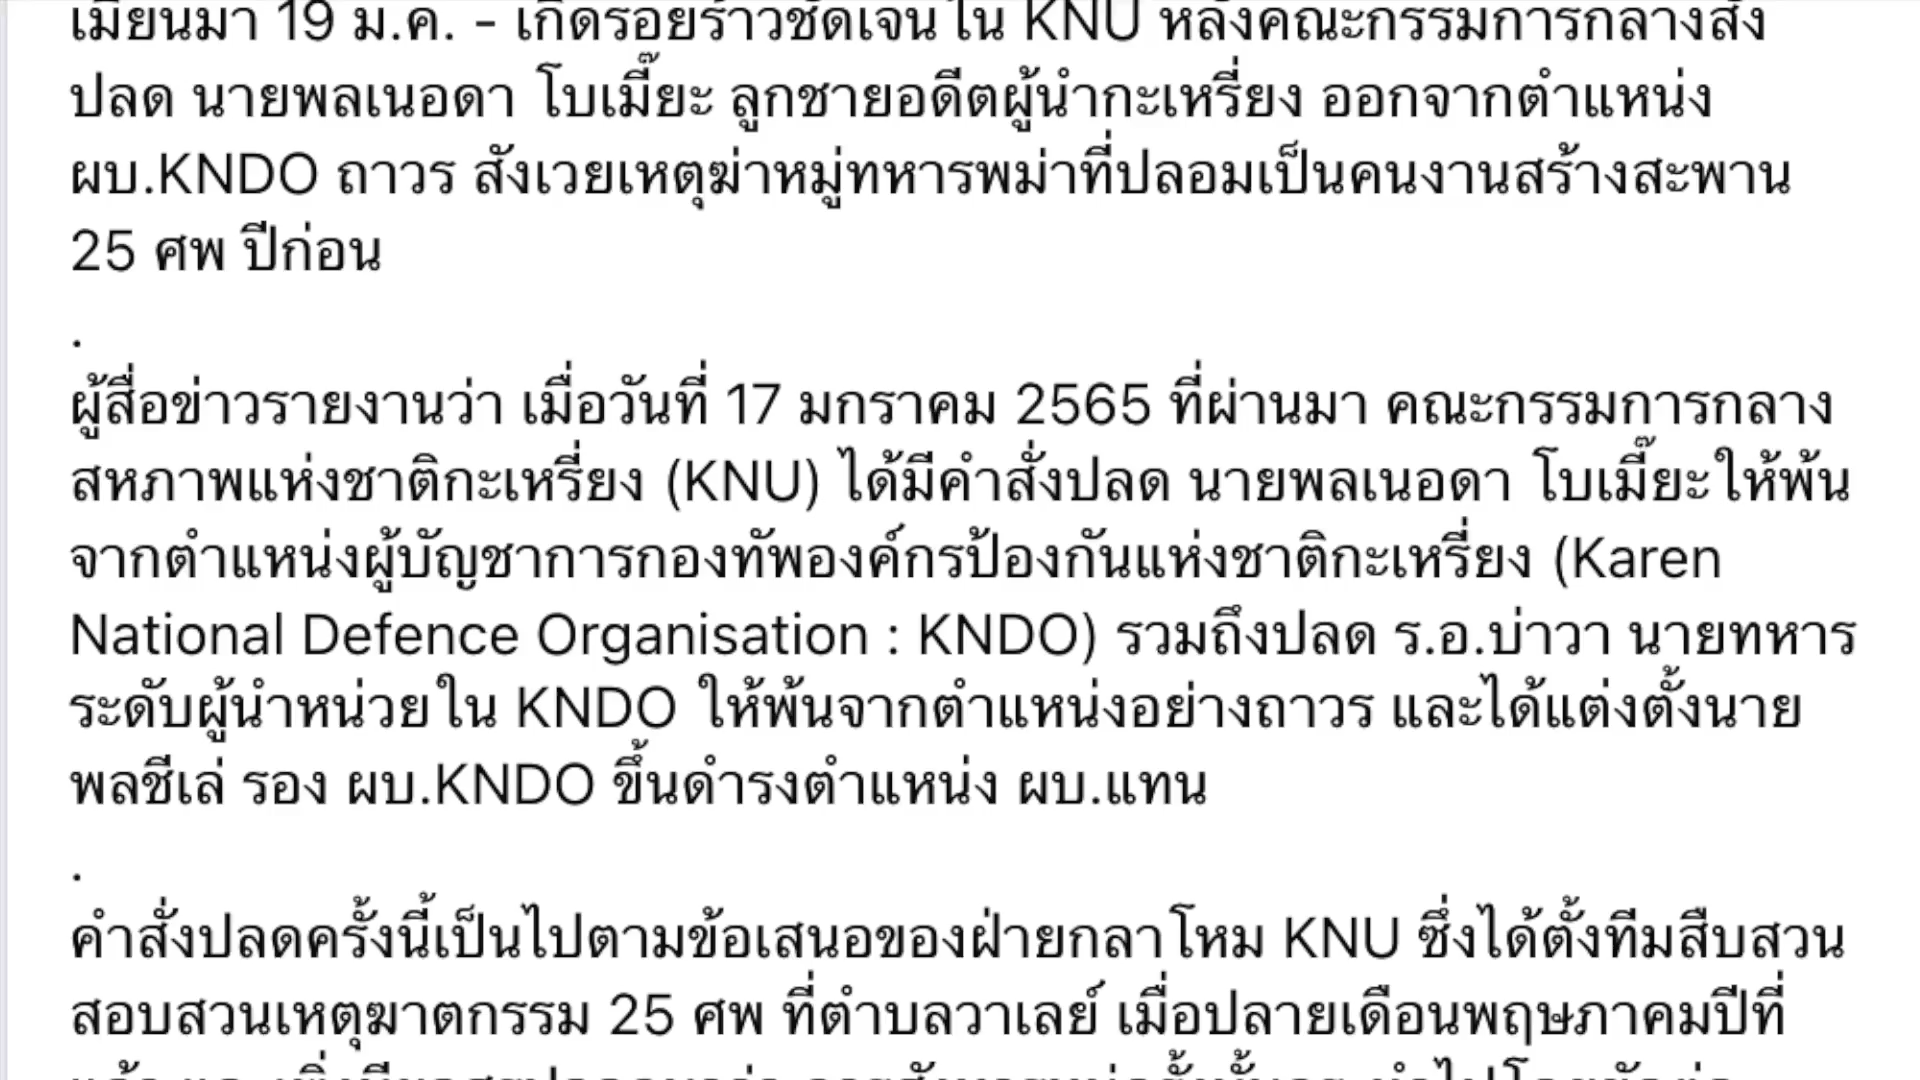 เมียนมา 19 ม.ค. - เกิดรอยร้าวชัดเจนใน KNU หลังคณะกรรมการกลางสั่ง
ปลด นายพลเนอดา โบเมี๊ยะ ลูกชายอดีตผู้นำกะเหรี่ยง ออกจากตำแหน่ง
ผบ.KNDO ถาวร สังเวยเหตุฆ่าหมู่ทหารพม่าที่ปลอมเป็นคนงานสร้างสะพาน
25 ศพ ปีก่อน
.
ผู้สื่อข่าวรายงานว่า เมื่อวันที่ 17 มกราคม 2565 ที่ผ่านมา คณะกรรมการกลาง
สหภาพแห่งชาติกะเหรี่ยง (KNU) ได้มีคำสั่งปลด นายพลเนอดา โบเมี๊ยะให้พ้น
จากตำแหน่งผู้บัญชาการกองทัพองค์กรป้องกันแห่งชาติกะเหรี่ยง (Karen
National Defence Organisation : KNDO) รวมถึงปลด ร.อ.บ่าวา นายทหาร
ระดับผู้นำหน่วยใน KNDO ให้พ้นจากตำแหน่งอย่างถาวร และได้แต่งตั้งนาย
พลซีเล่ รอง ผบ.KNDO ขึ้นดำรงตำแหน่ง ผบ.แทน
.
คำสั่งปลดครั้งนี้เป็นไปตามข้อเสนอของฝ่ายกลาโหม KNU ซึ่งได้ตั้งทีมสืบสวน
สอบสวนเหตุฆาตกรรม 25 ศพ ที่ตำบลวาเลย์ เมื่อปลายเดือนพฤษภาคมปีที่